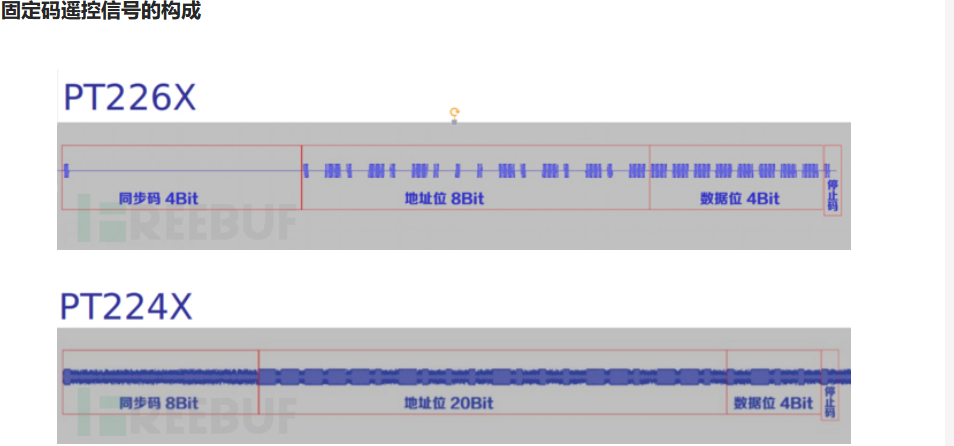 固定码遥控信号的构成
PT226X
同步码 4Bit
地址位 8Bit
数据位 4Bit
停止码
REEBUF
PT224X
同步码 8Bit
地址位 20Bit
数据位 4Bit
停止码
REEBUF